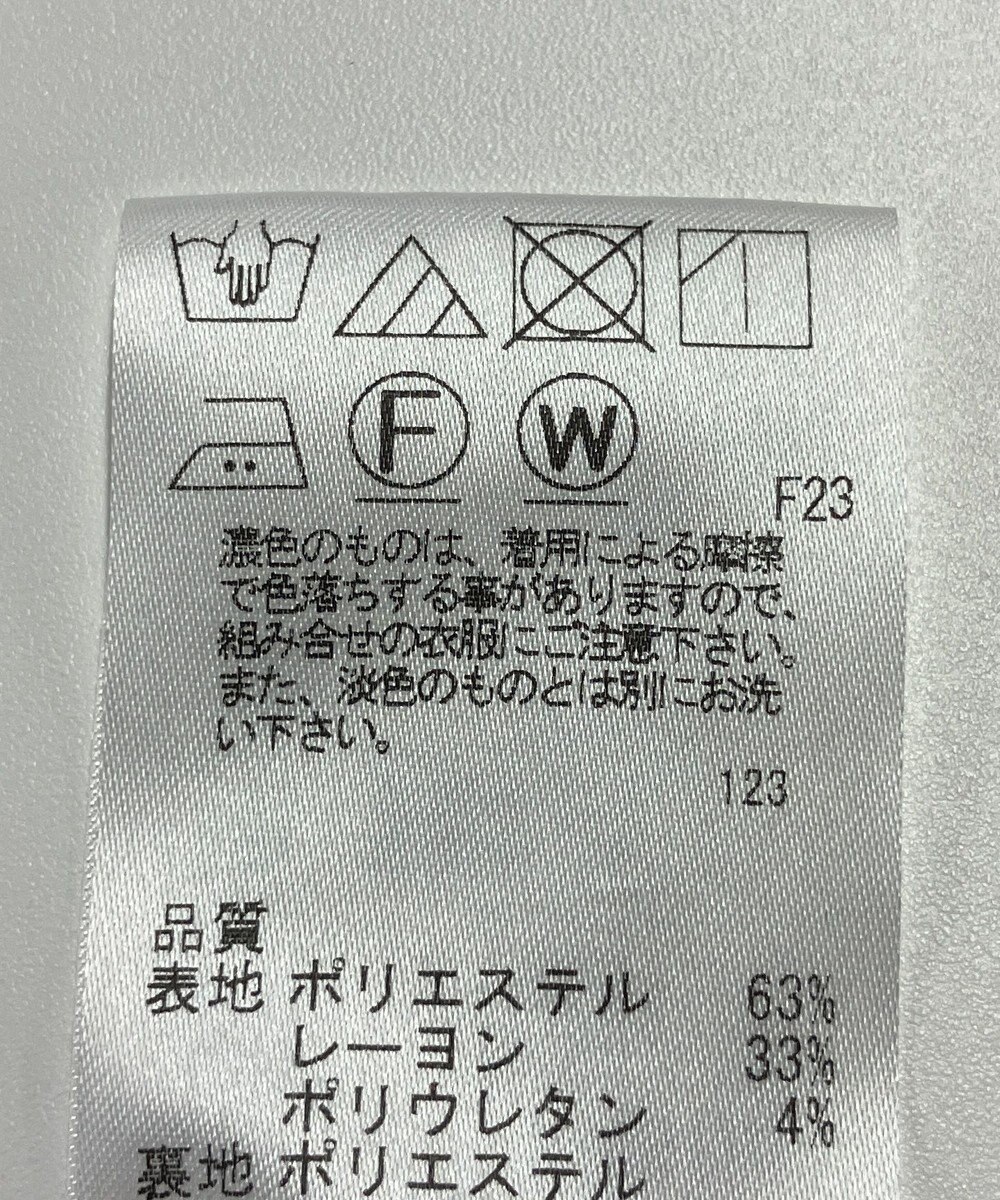 F
W
F23
濃色のものは、着用による摩擦
で色落ちする事がありますので、
組み合せの衣服にご注意下さい。
また、淡色のものとは別にお洗
い下さい。
123
品質
表地 ポリエステル 63%
レーヨン 33%
ポリウレタン 4%
裏地 ポリエステル